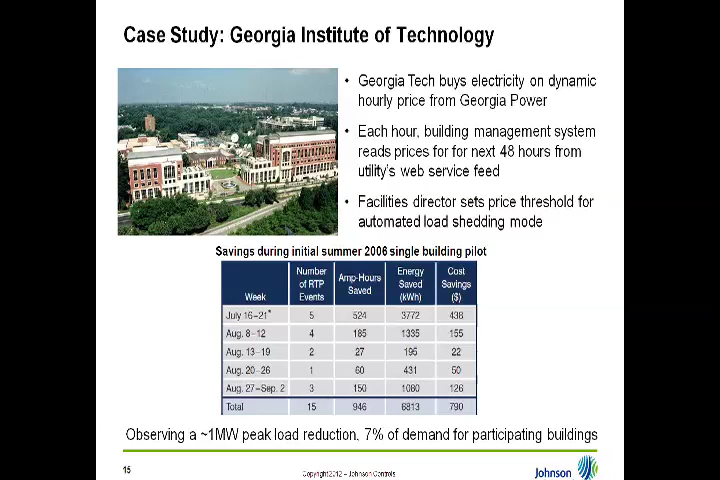 Case Study: Georgia Institute of Technology
• Georgia Tech buys electricity on dynamic
hourly price from Georgia Power
• Each hour, building management system
reads prices for for next 48 hours from
utility's web service feed
• Facilities director sets price threshold for
automated load shedding mode
Savings during initial summer 2006 single building pilot
Week Number of RTP Events Amp-Hours Saved Energy Saved (kWh) Cost Savings ($)
July 16–21* 5 524 3772 438
Aug. 8–12 4 185 1335 155
Aug. 13–19 2 27 195 22
Aug. 20–26 1 60 431 50
Aug. 27–Sep. 2 3 150 1080 126
Total 15 946 6813 790
Observing a ~1MW peak load reduction, 7% of demand for participating buildings
15
Copyright 2012 – Johnson Controls
Johnson